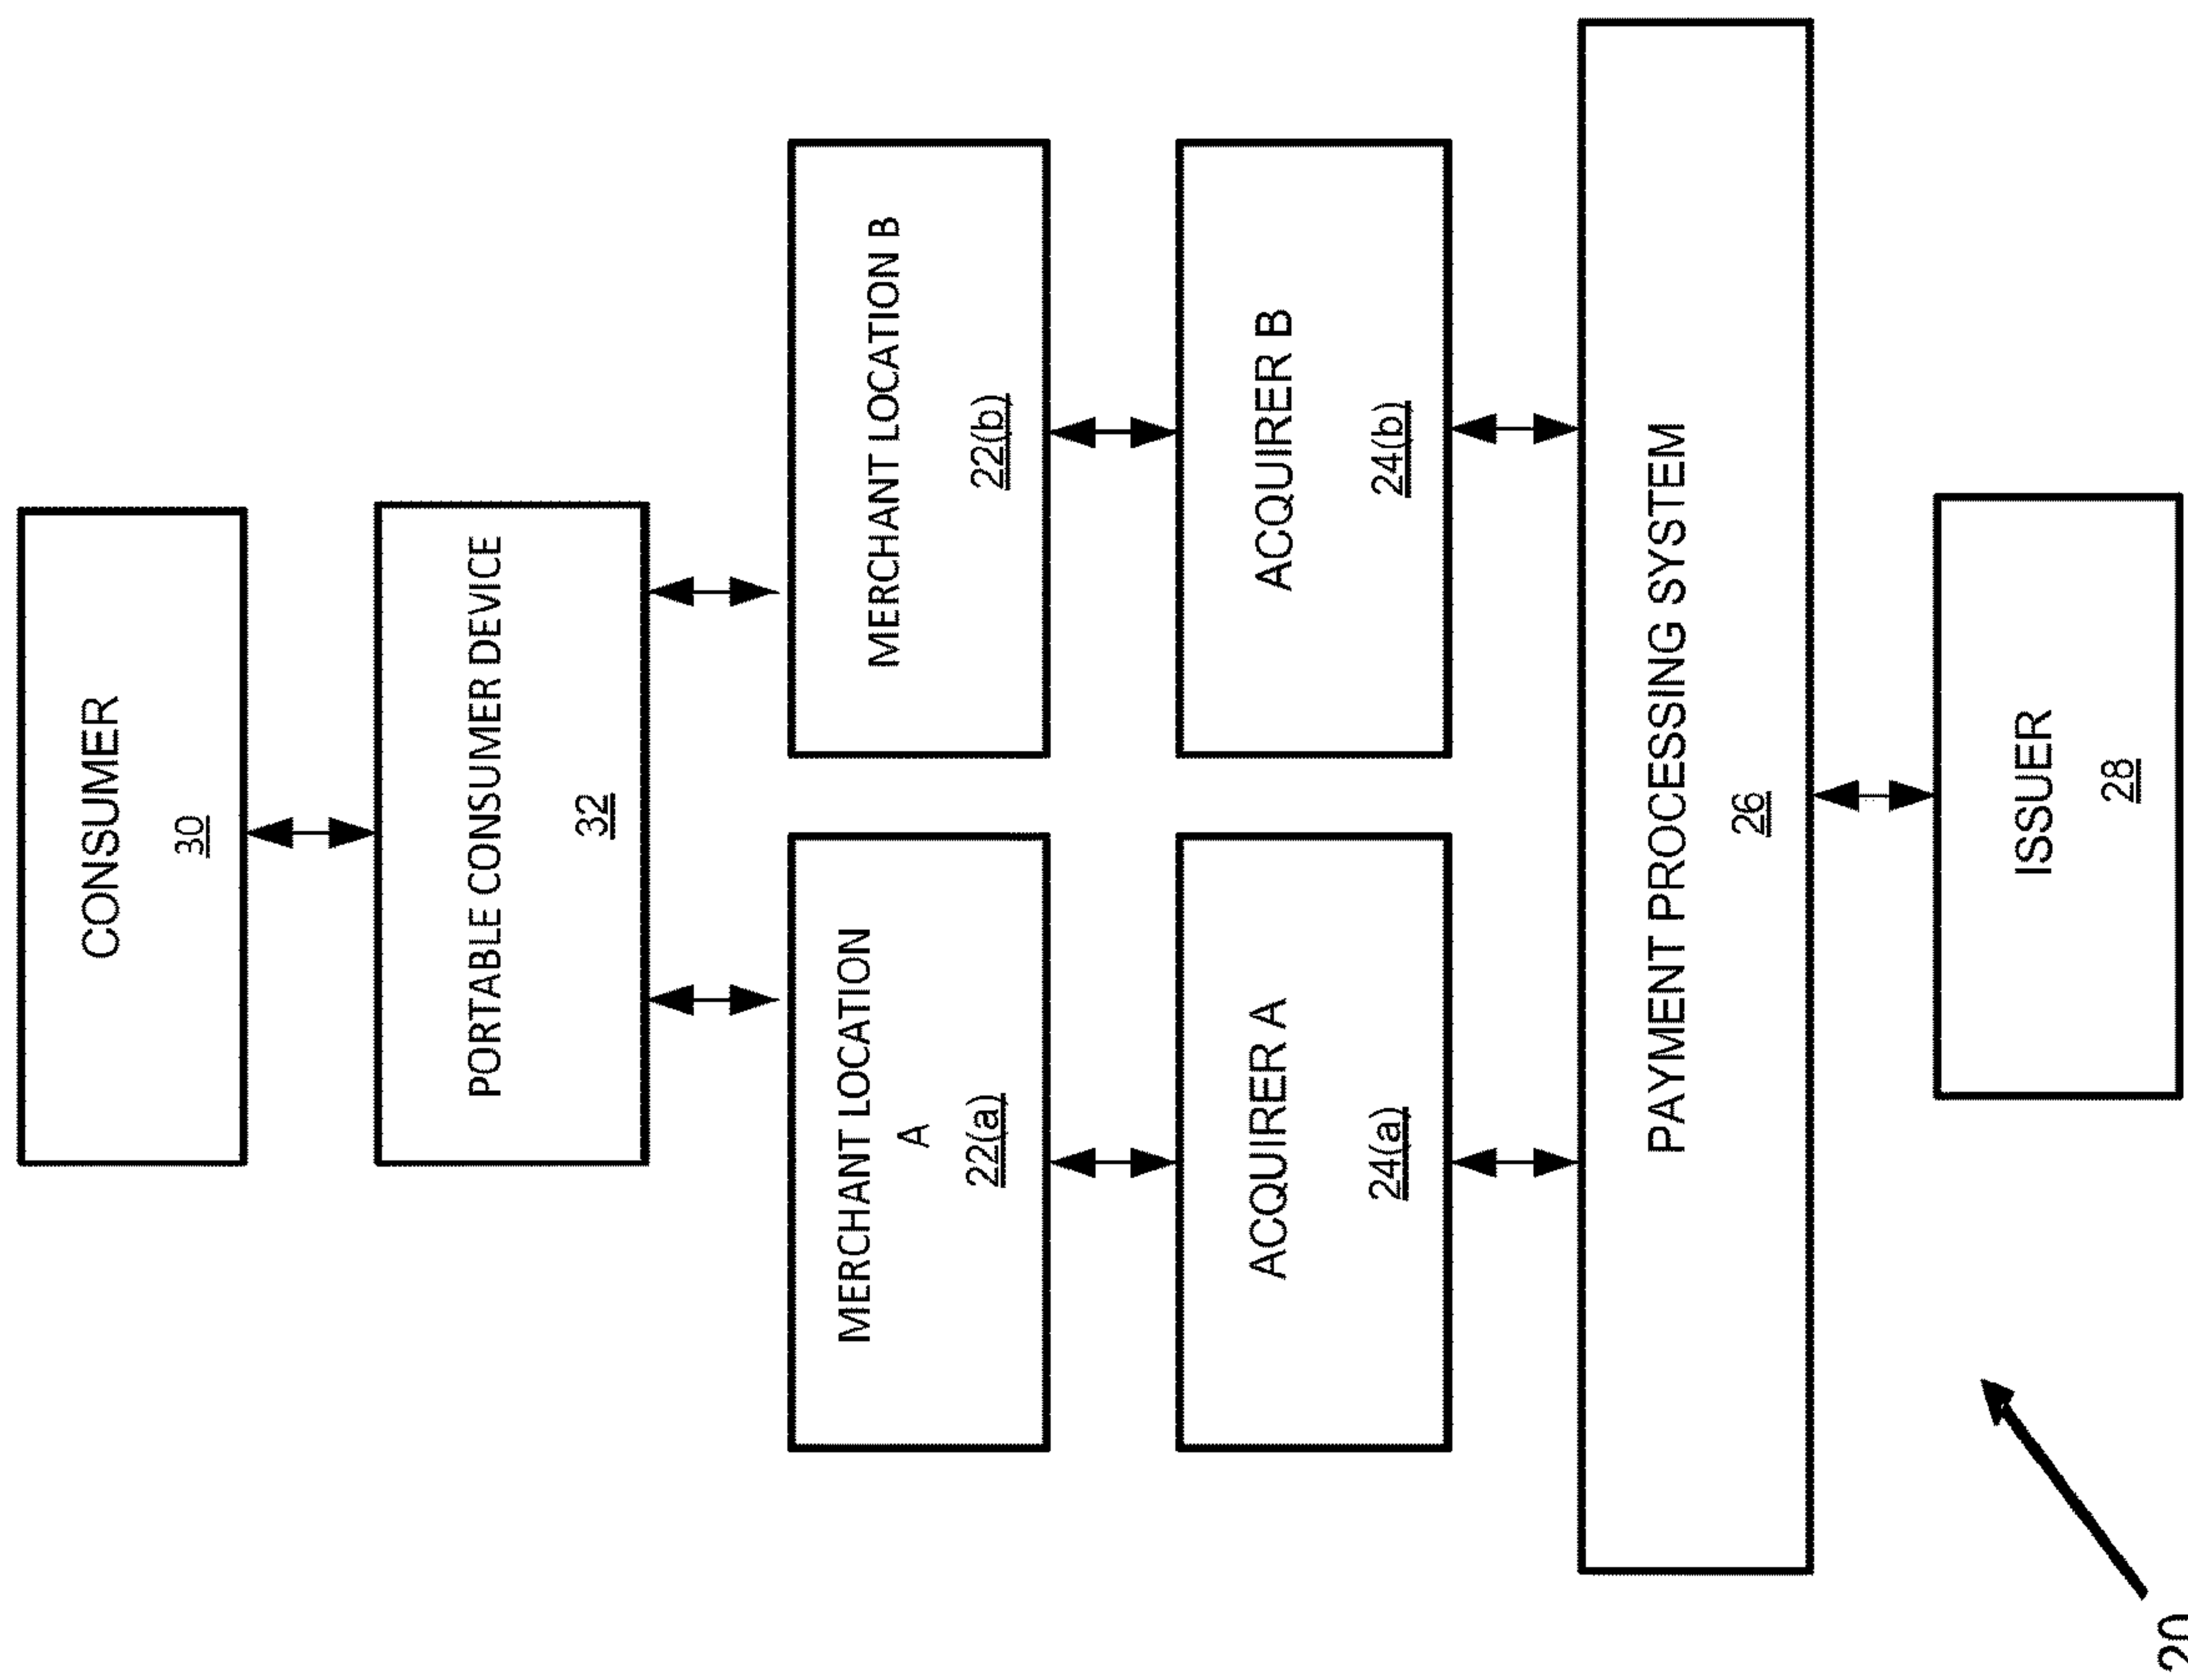 CONSUMER
30
PORTABLE CONSUMER DEVICE
32
MERCHANT LOCATION
A
22(a)
MERCHANT LOCATION B
22(b)
ACQUIRER A
24(a)
ACQUIRER B
24(b)
PAYMENT PROCESSING SYSTEM
26
ISSUER
28
20